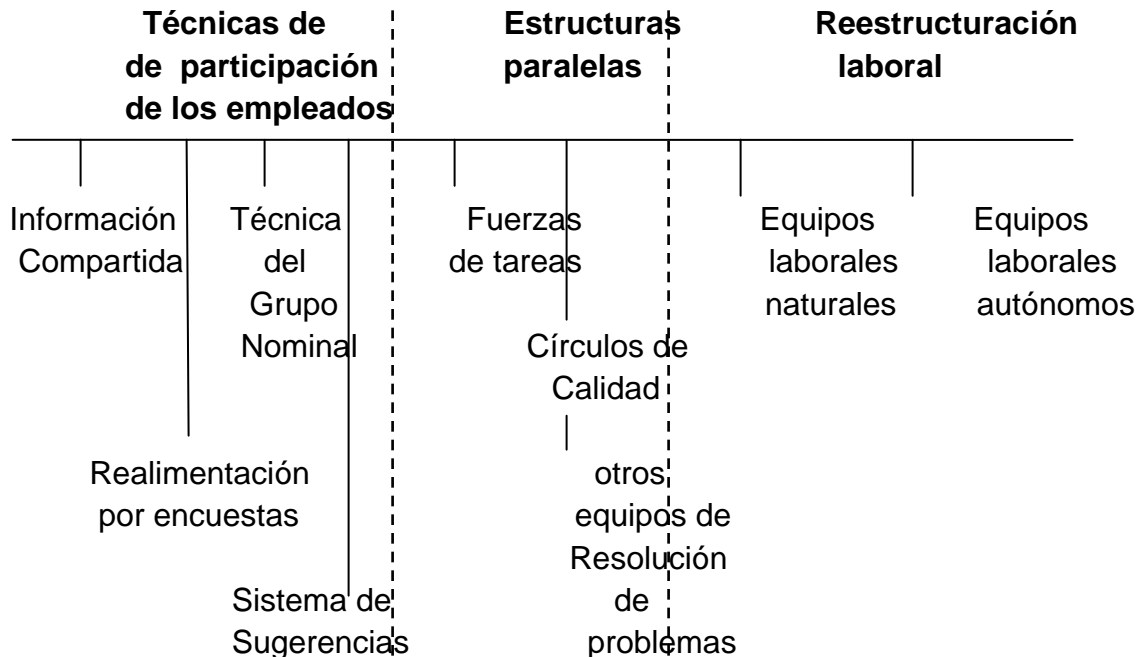 Técnicas de
de participación
de los empleados
Estructuras
paralelas
Reestructuración
laboral
Información
Compartida
Técnica
del
Grupo
Nominal
Fuerzas
de tareas
Equipos
laborales
naturales
Equipos
laborales
autónomos
Círculos de
Calidad
Realimentación
por encuestas
otros
equipos de
Resolución
de
problemas
Sistema de
Sugerencias